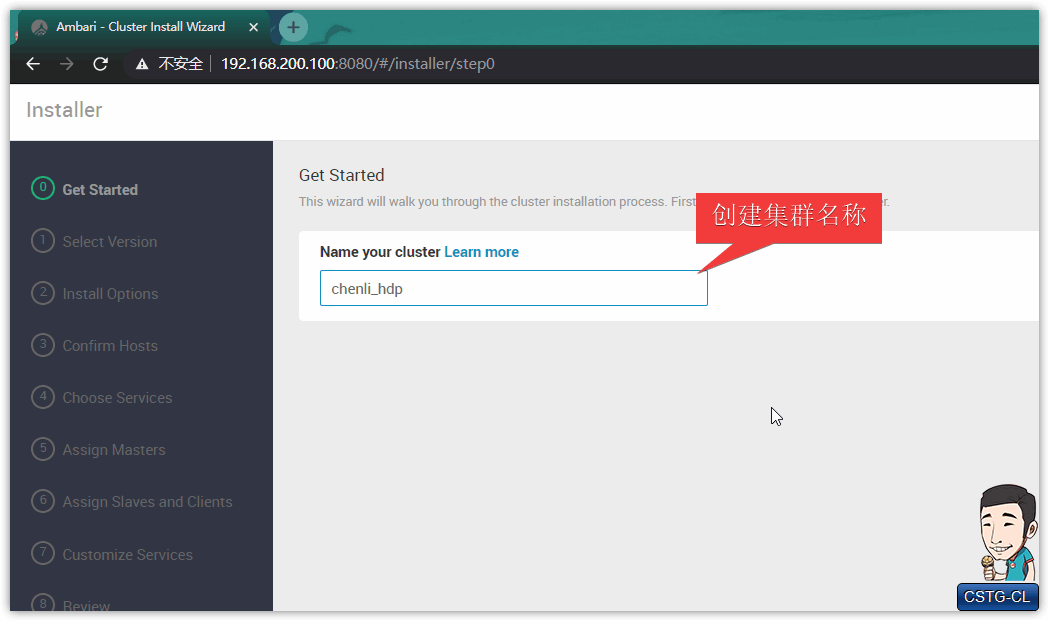 Ambari - Cluster Install Wizard
不安全 192.168.200.100:8080/#/installer/step0
Installer
0 Get Started
1 Select Version
2 Install Options
3 Confirm Hosts
4 Choose Services
5 Assign Masters
6 Assign Slaves and Clients
7 Customize Services
8 Review
Get Started
This wizard will walk you through the cluster installation process. First
创建集群名称
Name your cluster Learn more
chenli_hdp
CSTG-CL